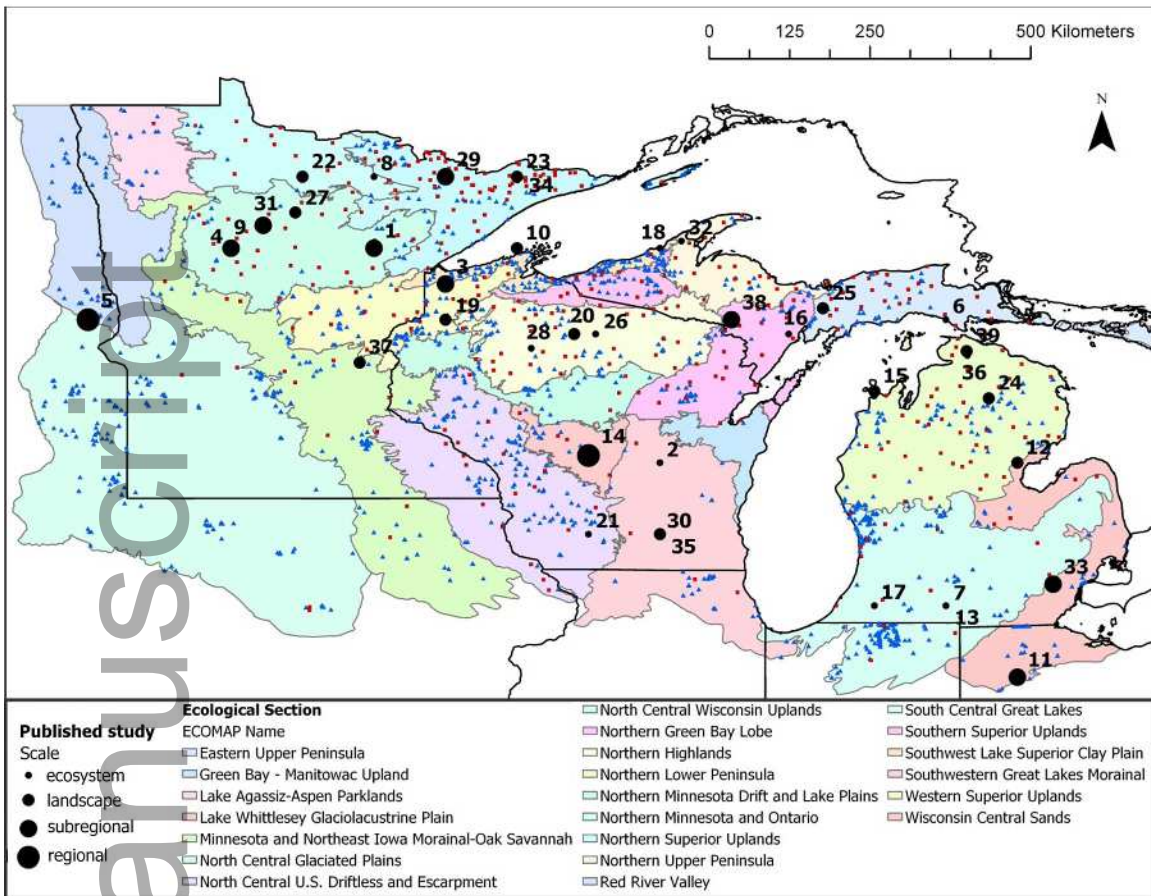 0 125 250 500 Kilometers
N
22 8 29 23
34
31 27
9
4 1 10 18 32
3
5 19 20 38 25
28 26 16 6
37 39
36
15 24
14 2 12
21 30
35
33
17 7
13
11
anuscript
Published study
Scale
ecosystem
landscape
subregional
regional
Ecological Section
ECOMAP Name
Eastern Upper Peninsula
Green Bay - Manitowac Upland
Lake Agassiz-Aspen Parklands
Lake Whittlesey Glaciolacustrine Plain
Minnesota and Northeast Iowa Morainal-Oak Savannah
North Central Glaciated Plains
North Central U.S. Driftless and Escarpment
North Central Wisconsin Uplands
Northern Green Bay Lobe
Northern Highlands
Northern Lower Peninsula
Northern Minnesota Drift and Lake Plains
Northern Minnesota and Ontario
Northern Superior Uplands
Northern Upper Peninsula
Red River Valley
South Central Great Lakes
Southern Superior Uplands
Southwest Lake Superior Clay Plain
Southwestern Great Lakes Morainal
Western Superior Uplands
Wisconsin Central Sands